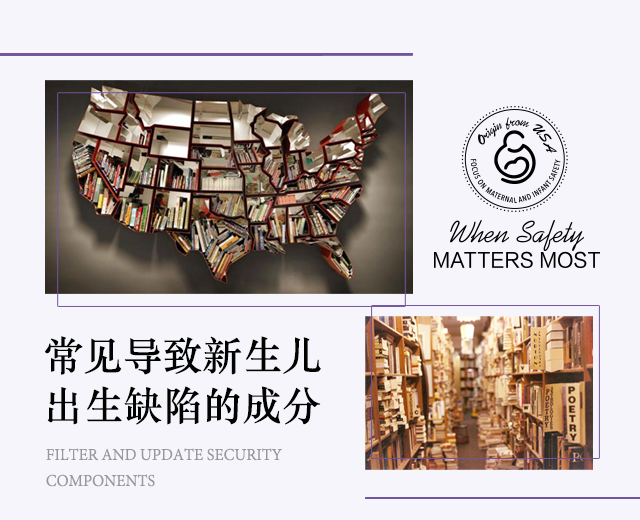 Origin from USA
FOCUS ON MATERNAL AND INFANT SAFETY
When Safety
MATTERS MOST
常见导致新生儿
出生缺陷的成分
FILTER AND UPDATE SECURITY
COMPONENTS
POETRY
POETRY